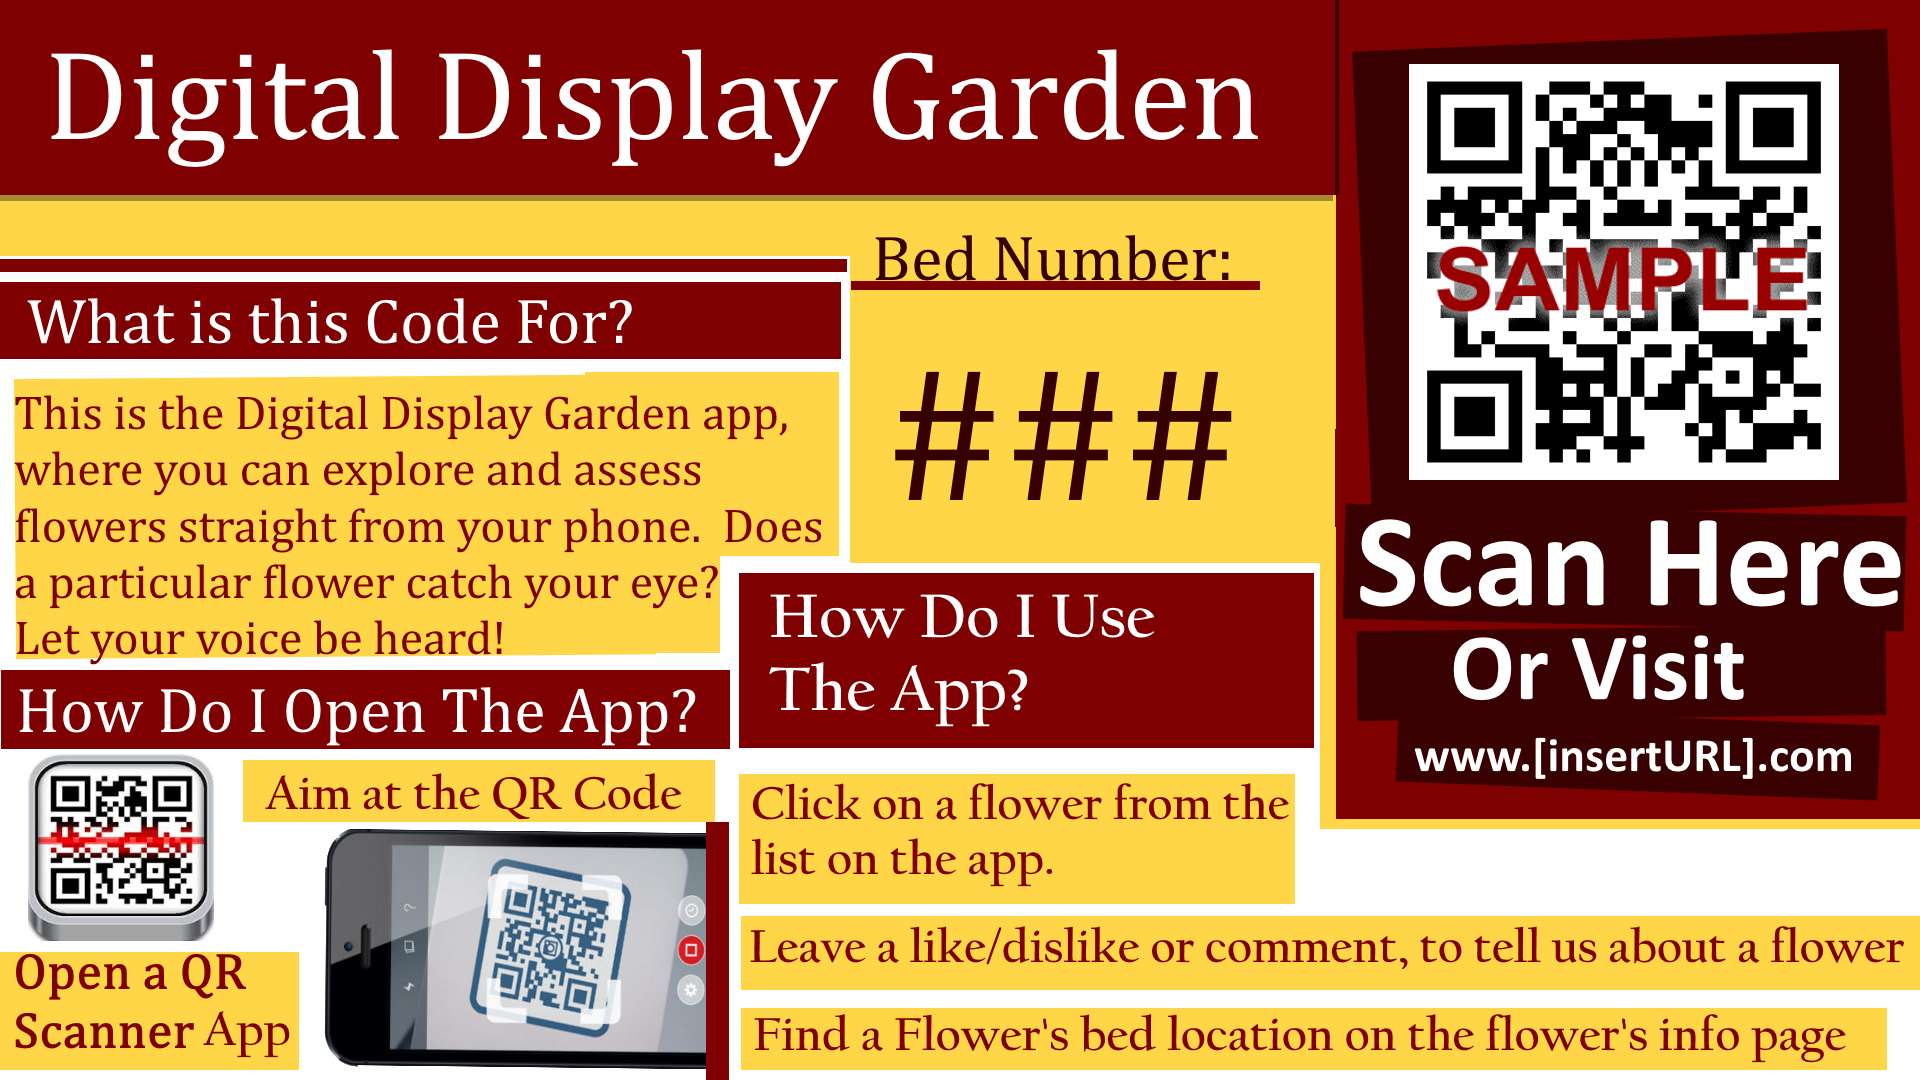 Digital Display Garden
What is this Code For?
This is the Digital Display Garden app,
where you can explore and assess
flowers straight from your phone.  Does
a particular flower catch your eye?
Let your voice be heard!
Bed Number:
###
SAMPLE
Scan Here
Or Visit
www.[insertURL].com
How Do I Open The App?
Aim at the QR Code
Open a QR
Scanner App
How Do I Use
The App?
Click on a flower from the
list on the app.
Leave a like/dislike or comment, to tell us about a flower
Find a Flower's bed location on the flower's info page